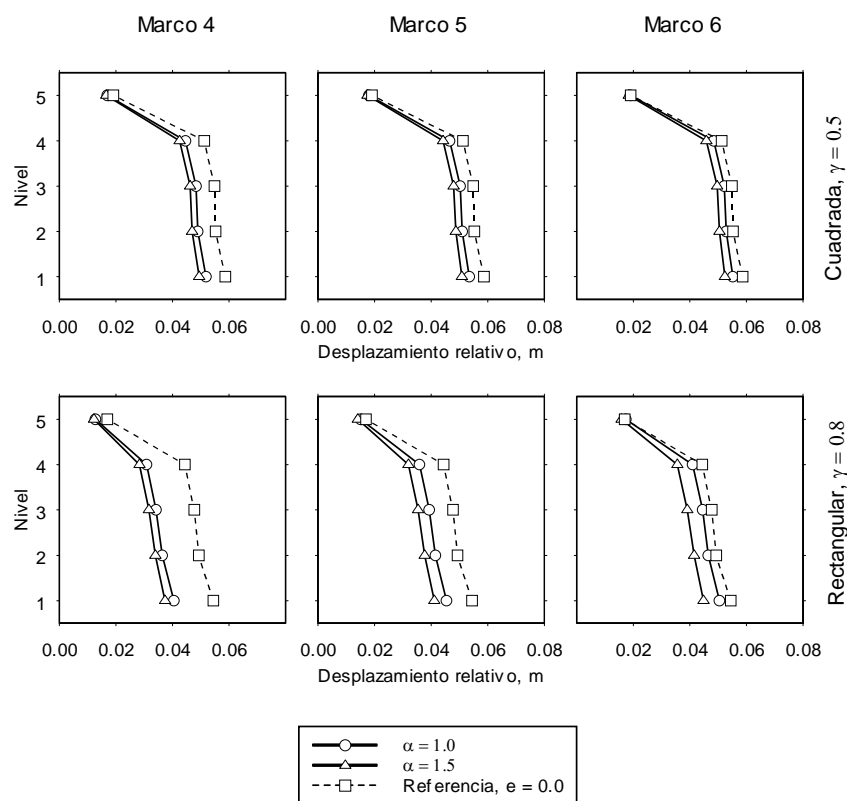 Marco 4 Marco 5 Marco 6
5
4
3
2
1
Nivel
Cuadrada, γ = 0.5
0.00 0.02 0.04 0.06 0.00 0.02 0.04 0.06 0.08 0.02 0.04 0.06 0.08
Desplazamiento relativo, m
5
4
3
2
1
Nivel
Rectangular, γ = 0.8
0.00 0.02 0.04 0.06 0.00 0.02 0.04 0.06 0.08 0.02 0.04 0.06 0.08
Desplazamiento relativo, m
α = 1.0
α = 1.5
Referencia, e = 0.0